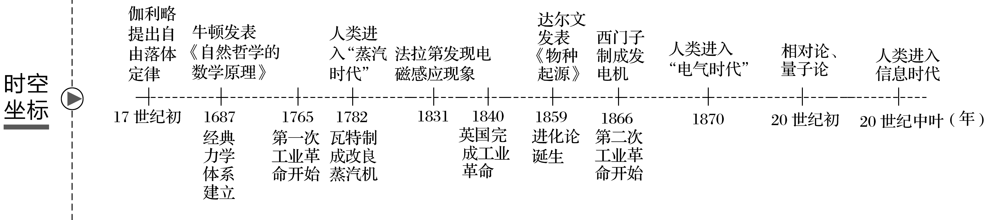 时空
坐标
伽利略
提出自
由落体
定律
17 世纪初
牛顿发表
《自然哲学的
数学原理》
1687
经典
力学
体系
建立
1765
第一次
工业革
命开始
人类进
入“蒸汽
时代”
1782
瓦特制
成改良
蒸汽机
法拉第发现电
磁感应现象
1831
1840
英国完
成工业
革命
达尔文
发表
《物种
起源》
1859
进化论
诞生
西门子
制成发
电机
1866
第二次
工业革
命开始
人类进入
“电气时代”
1870
相对论、
量子论
20 世纪初
人类进入
信息时代
20 世纪中叶（年）